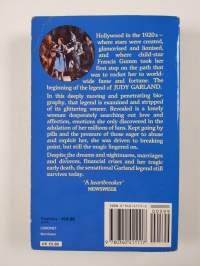 Hollywood in the 1920s –
where stars were created,
glamorised and lionised,
and where child-star
Francis Gumm took her
first step on the path that
was to rocket her to world-
wide fame and fortune. The
beginning of the legend of JUDY GARLAND.
In this deeply moving and penetrating bio-
graphy, that legend is examined and stripped
of its glittering veneer. Revealed is a lonely
woman desperately searching out love and
affection, emotions she only discovered in the
adulation of her millions of fans. Kept going by
pills and the pressure of those eager to abuse
and exploit her, she was driven to breaking
point, but still the magic lingered on.
Despite the dreams and nightmares, marriages
and divorces, financial crises and her tragic
early death, the sensational Garland legend still
survives today.
'A heartbreaker'
NEWSWEEK
CORONET